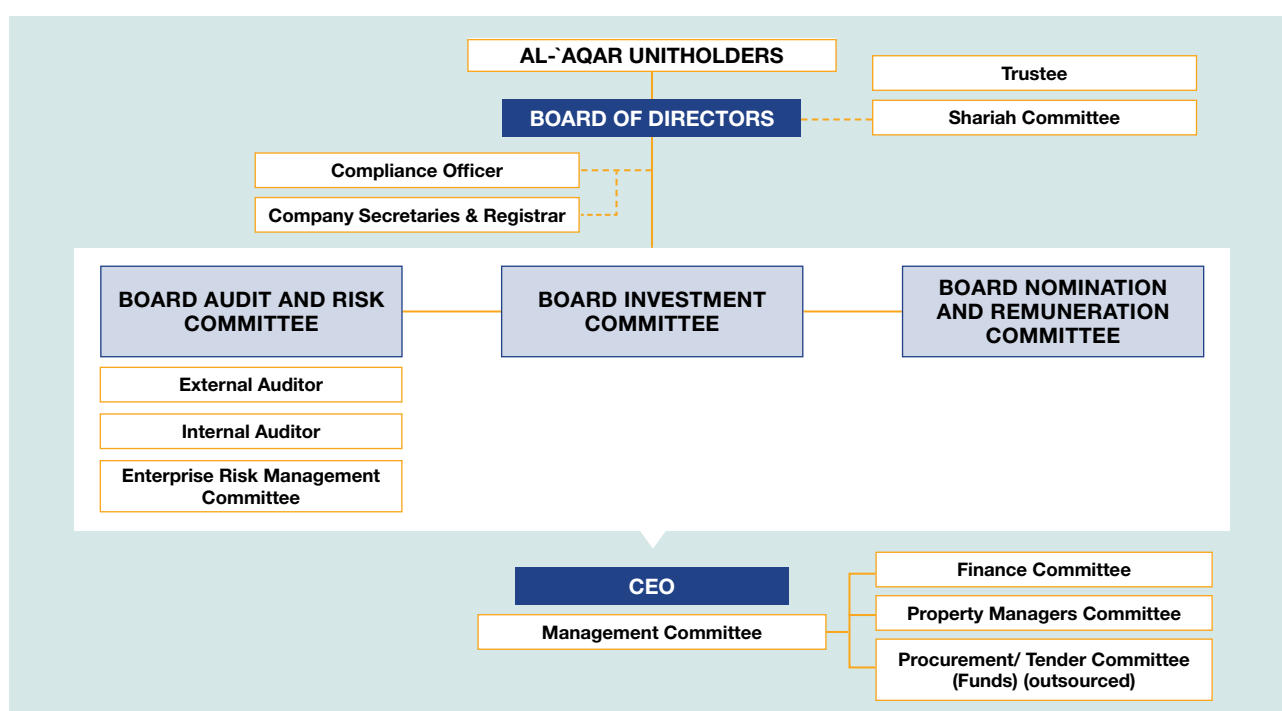 AL-`AQAR UNITHOLDERS
Trustee
BOARD OF DIRECTORS
Shariah Committee
Compliance Officer
Company Secretaries & Registrar
BOARD AUDIT AND RISK
COMMITTEE
BOARD INVESTMENT
COMMITTEE
BOARD NOMINATION
AND REMUNERATION
COMMITTEE
External Auditor
Internal Auditor
Enterprise Risk Management
Committee
CEO
Management Committee
Finance Committee
Property Managers Committee
Procurement/ Tender Committee
(Funds) (outsourced)